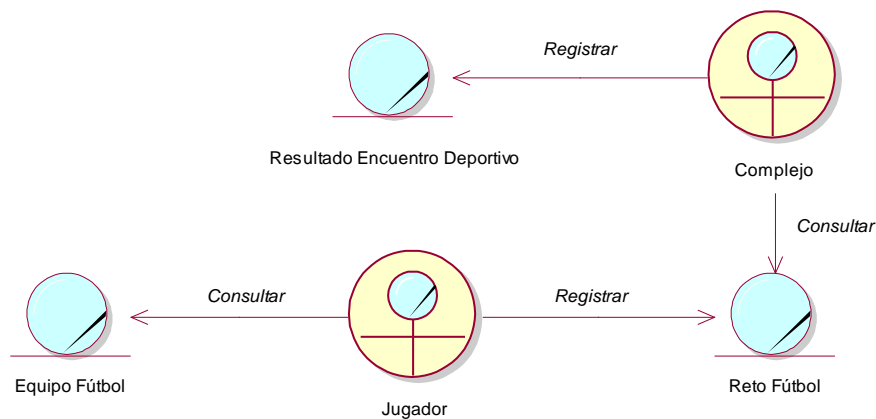 Registrar
Resultado Encuentro Deportivo
Complejo
Consultar
Consultar
Registrar
Equipo Fútbol
Jugador
Reto Fútbol